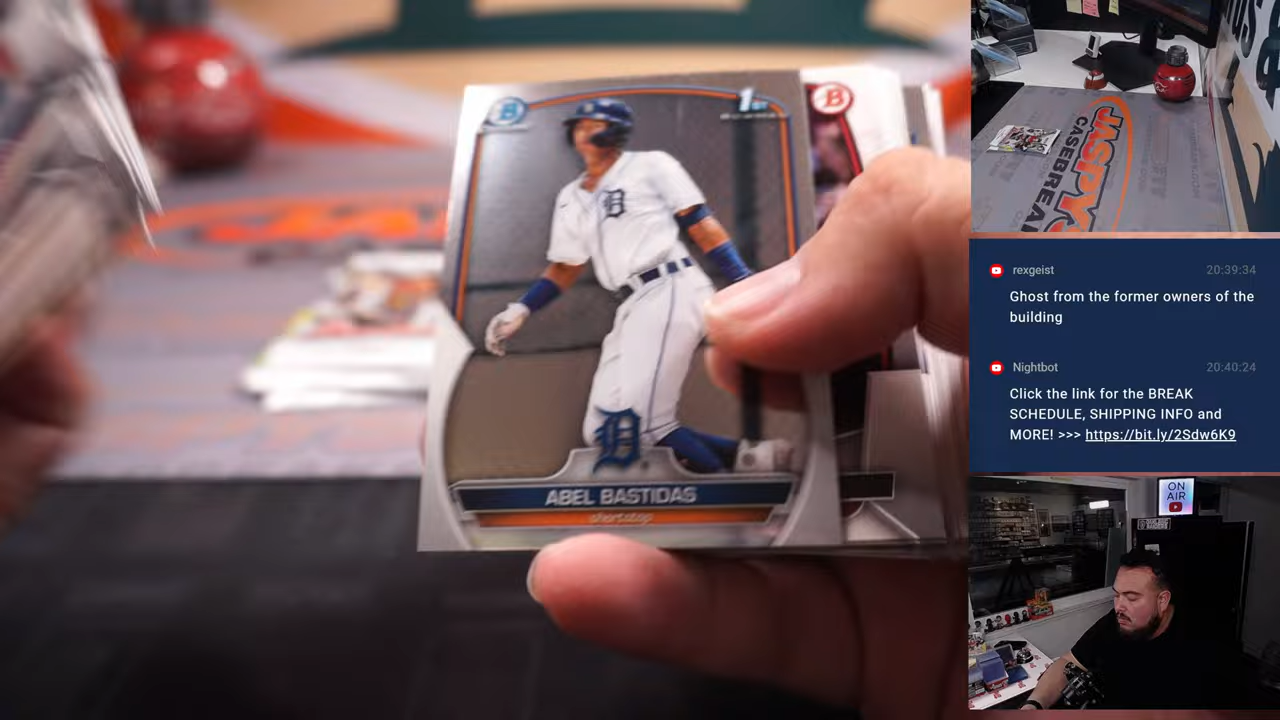 B
1ST
B
D
D
ABEL BASTIDAS
shortstop
JASPY'S
CASEBREA
rexgeist 20:39:34
Ghost from the former owners of the
building
Nightbot 20:40:24
Click the link for the BREAK
SCHEDULE, SHIPPING INFO and
MORE! >>> https://bit.ly/2Sdw6K9
ON
AIR